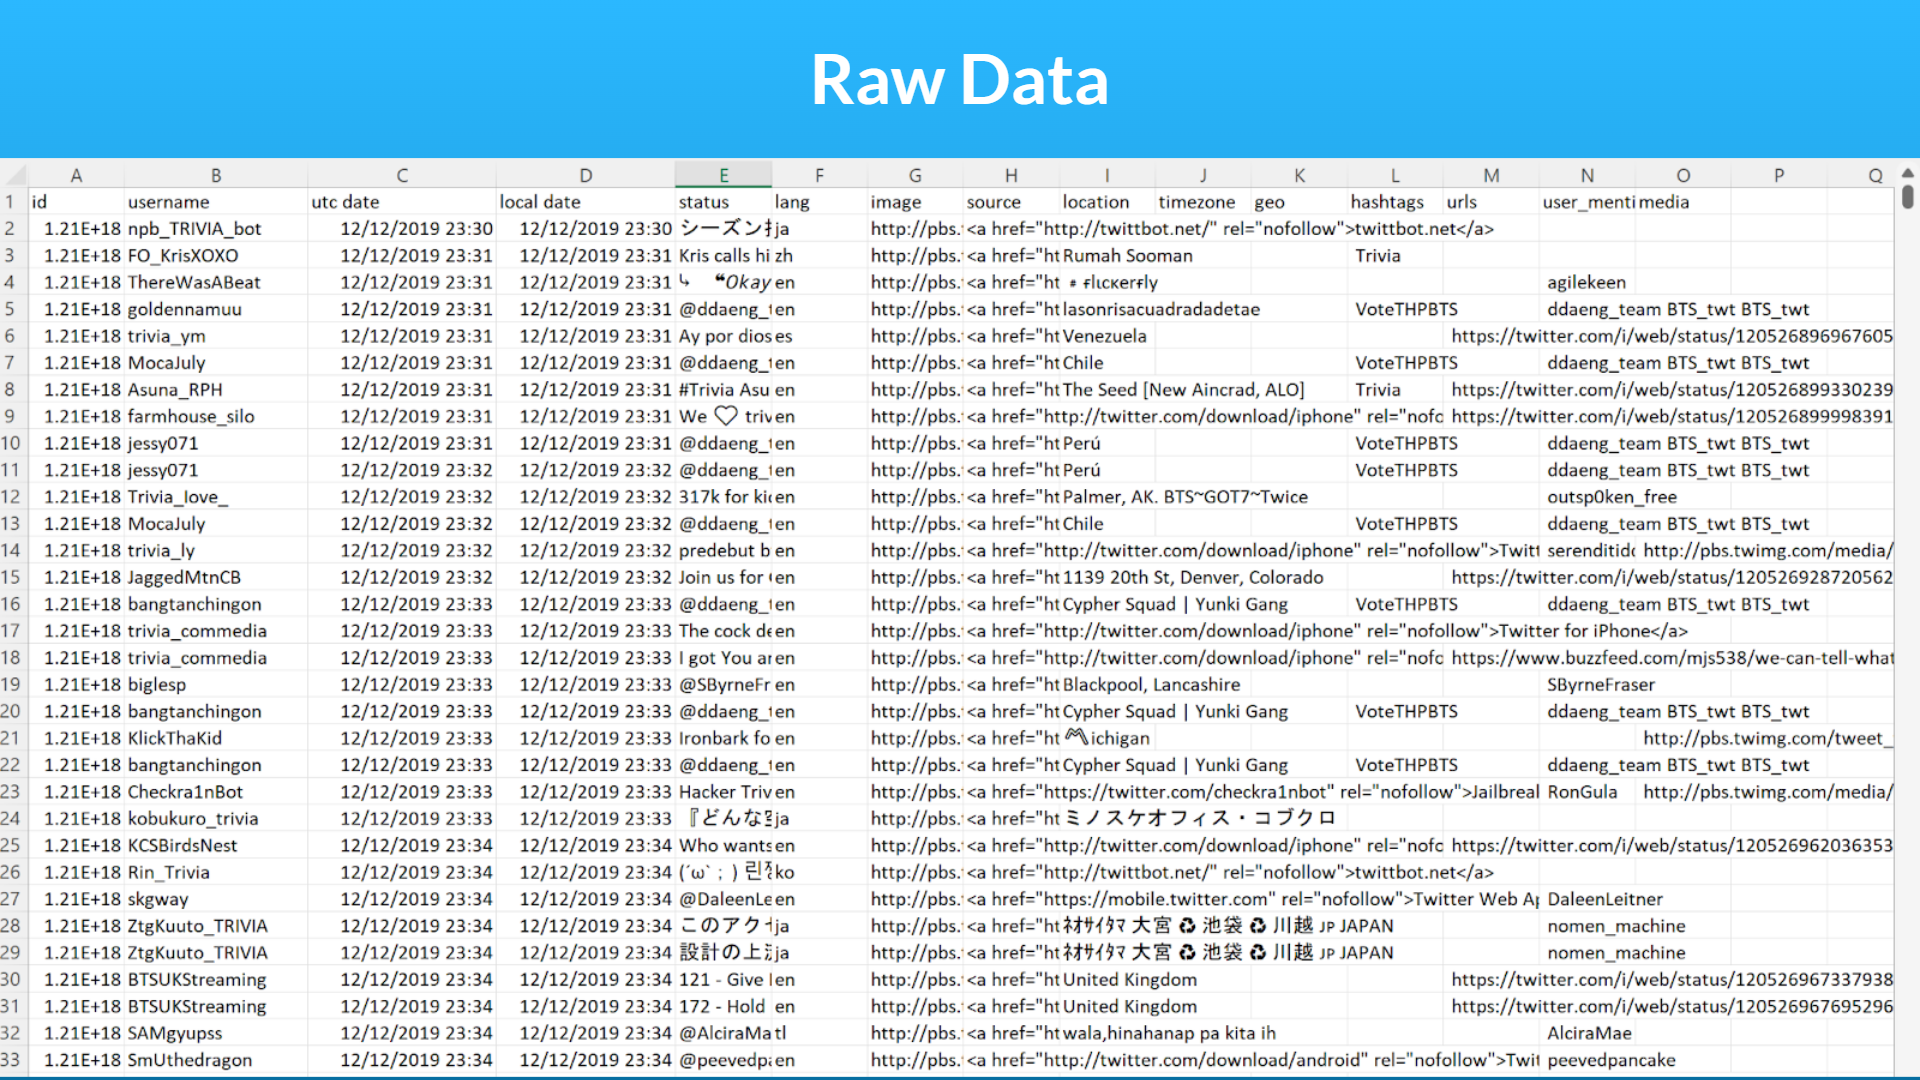 Raw Data
A B C D E F G H I J K L M N O P Q
1 id username utc date local date status lang image source location timezone geo hashtags urls user_menti media
2 1.21E+18 npb_TRIVIA_bot 12/12/2019 23:30 12/12/2019 23:30 シーズン ja http://pbs. <a href="http://twittbot.net/" rel="nofollow">twittbot.net</a>
3 1.21E+18 FO_KrisXOXO 12/12/2019 23:31 12/12/2019 23:31 Kris calls hi zh http://pbs. <a href="ht Rumah Sooman Trivia
4 1.21E+18 ThereWasABeat 12/12/2019 23:31 12/12/2019 23:31 ⤷ ❝Okay en http://pbs. <a href="ht agilekeen
5 1.21E+18 goldennamuu 12/12/2019 23:31 12/12/2019 23:31 @ddaeng_ en http://pbs. <a href="ht lasonrisacuadradadetae VoteTHPBTS ddaeng_team BTS_twt BTS_twt
6 1.21E+18 trivia_ym 12/12/2019 23:31 12/12/2019 23:31 Ay por dios es http://pbs. <a href="ht Venezuela https://twitter.com/i/web/status/120526896967605
7 1.21E+18 MocaJuly 12/12/2019 23:31 12/12/2019 23:31 @ddaeng_ en http://pbs. <a href="ht Chile VoteTHPBTS ddaeng_team BTS_twt BTS_twt
8 1.21E+18 Asuna_RPH 12/12/2019 23:31 12/12/2019 23:31 #Trivia Asu en http://pbs. <a href="ht The Seed [New Aincrad, ALO] Trivia https://twitter.com/i/web/status/120526899330239
9 1.21E+18 farmhouse_silo 12/12/2019 23:31 12/12/2019 23:31 We ♡ triv en http://pbs. <a href="http://twitter.com/download/iphone" rel="nofo https://twitter.com/i/web/status/120526899998391
10 1.21E+18 jessy071 12/12/2019 23:31 12/12/2019 23:31 @ddaeng_ en http://pbs. <a href="ht Perú VoteTHPBTS ddaeng_team BTS_twt BTS_twt
11 1.21E+18 jessy071 12/12/2019 23:32 12/12/2019 23:32 @ddaeng_ en http://pbs. <a href="ht Perú VoteTHPBTS ddaeng_team BTS_twt BTS_twt
12 1.21E+18 Trivia_love_ 12/12/2019 23:32 12/12/2019 23:32 317k for kid en http://pbs. <a href="ht Palmer, AK. BTS~GOT7~Twice outsp0ken_free
13 1.21E+18 MocaJuly 12/12/2019 23:32 12/12/2019 23:32 @ddaeng_ en http://pbs. <a href="ht Chile VoteTHPBTS ddaeng_team BTS_twt BTS_twt
14 1.21E+18 trivia_ly 12/12/2019 23:32 12/12/2019 23:32 predebut b en http://pbs. <a href="http://twitter.com/download/iphone" rel="nofollow">Twitt serenditid http://pbs.twimg.com/media/
15 1.21E+18 JaggedMtnCB 12/12/2019 23:32 12/12/2019 23:32 Join us for en http://pbs. <a href="ht 1139 20th St, Denver, Colorado https://twitter.com/i/web/status/120526928720562
16 1.21E+18 bangtanchingon 12/12/2019 23:33 12/12/2019 23:33 @ddaeng_ en http://pbs. <a href="ht Cypher Squad | Yunki Gang VoteTHPBTS ddaeng_team BTS_twt BTS_twt
17 1.21E+18 trivia_commedia 12/12/2019 23:33 12/12/2019 23:33 The cock de en http://pbs. <a href="http://twitter.com/download/iphone" rel="nofollow">Twitter for iPhone</a>
18 1.21E+18 trivia_commedia 12/12/2019 23:33 12/12/2019 23:33 I got You ar en http://pbs. <a href="http://twitter.com/download/iphone" rel="nofo https://www.buzzfeed.com/mjs538/we-can-tell-what
19 1.21E+18 biglesp 12/12/2019 23:33 12/12/2019 23:33 @SByrneFr en http://pbs. <a href="ht Blackpool, Lancashire SByrneFraser
20 1.21E+18 bangtanchingon 12/12/2019 23:33 12/12/2019 23:33 @ddaeng_ en http://pbs. <a href="ht Cypher Squad | Yunki Gang VoteTHPBTS ddaeng_team BTS_twt BTS_twt
21 1.21E+18 KlickThaKid 12/12/2019 23:33 12/12/2019 23:33 Ironbark fo en http://pbs. <a href="ht 〽ichigan http://pbs.twimg.com/tweet_
22 1.21E+18 bangtanchingon 12/12/2019 23:33 12/12/2019 23:33 @ddaeng_ en http://pbs. <a href="ht Cypher Squad | Yunki Gang VoteTHPBTS ddaeng_team BTS_twt BTS_twt
23 1.21E+18 Checkra1nBot 12/12/2019 23:33 12/12/2019 23:33 Hacker Triv en http://pbs. <a href="https://twitter.com/checkra1nbot" rel="nofollow">Jailbreal RonGula http://pbs.twimg.com/media/
24 1.21E+18 kobukuro_trivia 12/12/2019 23:33 12/12/2019 23:33 『どんな ja http://pbs. <a href="ht ミノスケオフィス・コブクロ
25 1.21E+18 KCSBirdsNest 12/12/2019 23:34 12/12/2019 23:34 Who wants en http://pbs. <a href="http://twitter.com/download/iphone" rel="nofo https://twitter.com/i/web/status/120526962036353
26 1.21E+18 Rin_Trivia 12/12/2019 23:34 12/12/2019 23:34 (´ω`；) 린 ko http://pbs. <a href="http://twittbot.net/" rel="nofollow">twittbot.net</a>
27 1.21E+18 skgway 12/12/2019 23:34 12/12/2019 23:34 @DaleenLe en http://pbs. <a href="https://mobile.twitter.com" rel="nofollow">Twitter Web Ap DaleenLeitner
28 1.21E+18 ZtgKuuto_TRIVIA 12/12/2019 23:34 12/12/2019 23:34 このアク ja http://pbs. <a href="ht ﾈｵｻｲﾀﾏ 大宮 ♻ 池袋 ♻ 川越 JP JAPAN nomen_machine
29 1.21E+18 ZtgKuuto_TRIVIA 12/12/2019 23:34 12/12/2019 23:34 設計の上 ja http://pbs. <a href="ht ﾈｵｻｲﾀﾏ 大宮 ♻ 池袋 ♻ 川越 JP JAPAN nomen_machine
30 1.21E+18 BTSUKStreaming 12/12/2019 23:34 12/12/2019 23:34 121 - Give en http://pbs. <a href="ht United Kingdom https://twitter.com/i/web/status/120526967337938
31 1.21E+18 BTSUKStreaming 12/12/2019 23:34 12/12/2019 23:34 172 - Hold en http://pbs. <a href="ht United Kingdom https://twitter.com/i/web/status/120526967695296
32 1.21E+18 SAMgyupss 12/12/2019 23:34 12/12/2019 23:34 @AlciraMa tl http://pbs. <a href="ht wala,hinahanap pa kita ih AlciraMae
33 1.21E+18 SmUthedragon 12/12/2019 23:34 12/12/2019 23:34 @peevedpa en http://pbs. <a href="http://twitter.com/download/android" rel="nofollow">Twit peevedpancake